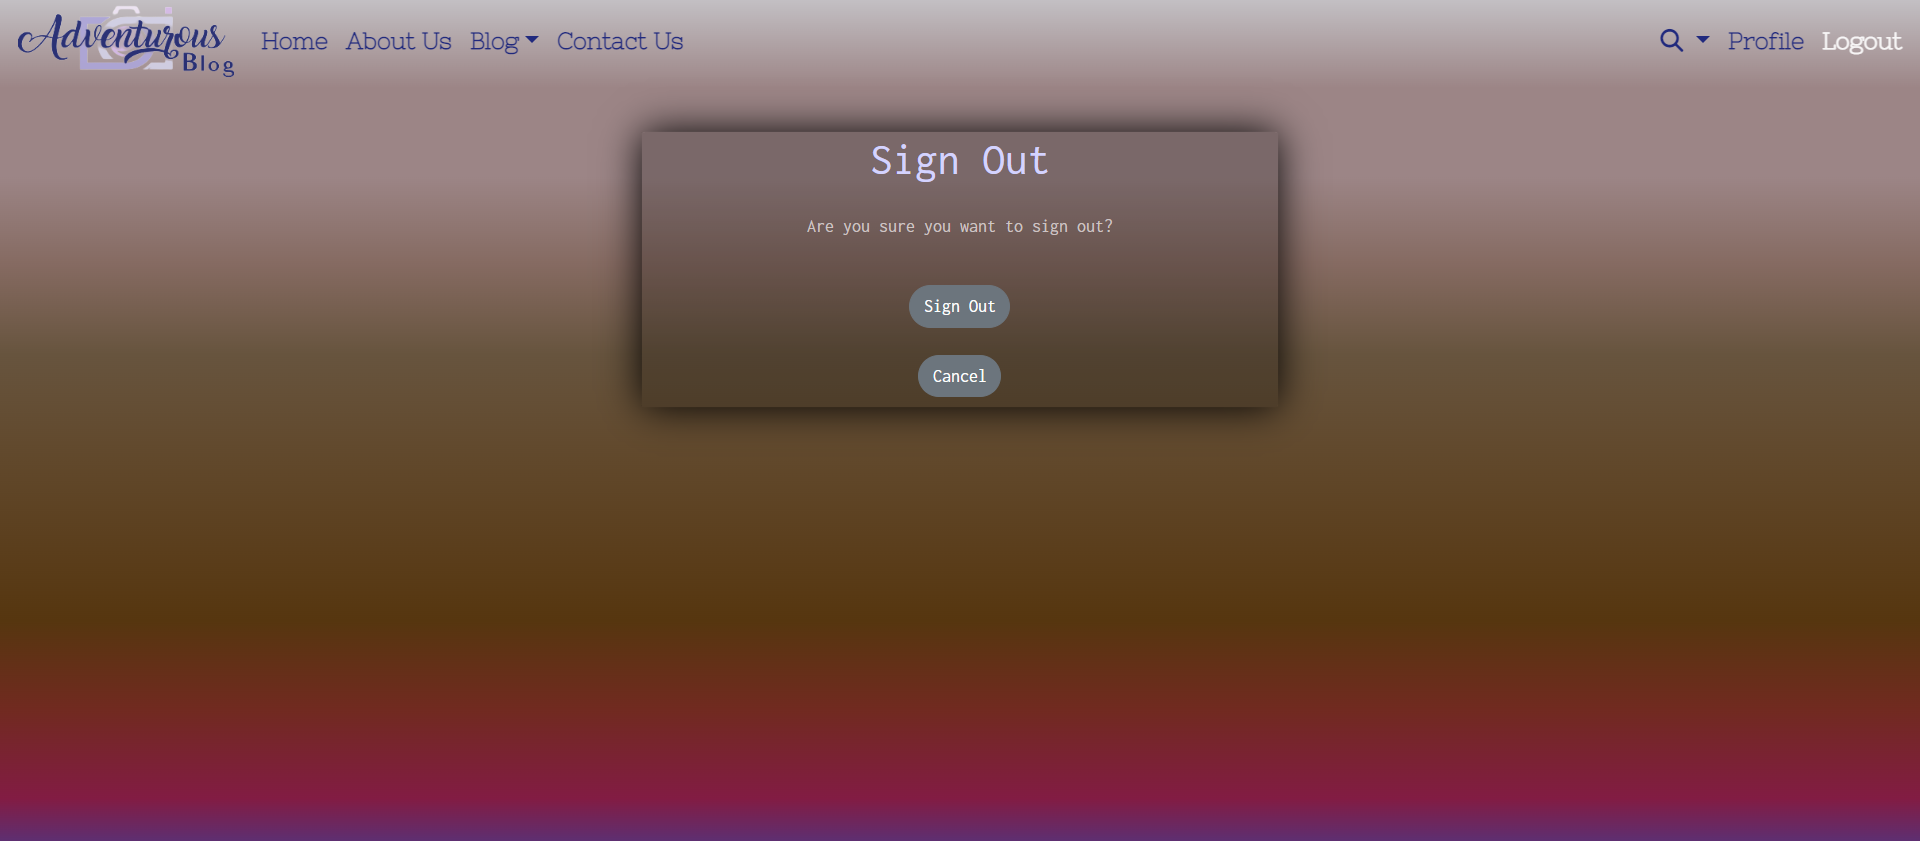 Adventurous
Blog
Home About Us Blog Contact Us
Profile Logout
Sign Out
Are you sure you want to sign out?
Sign Out
Cancel